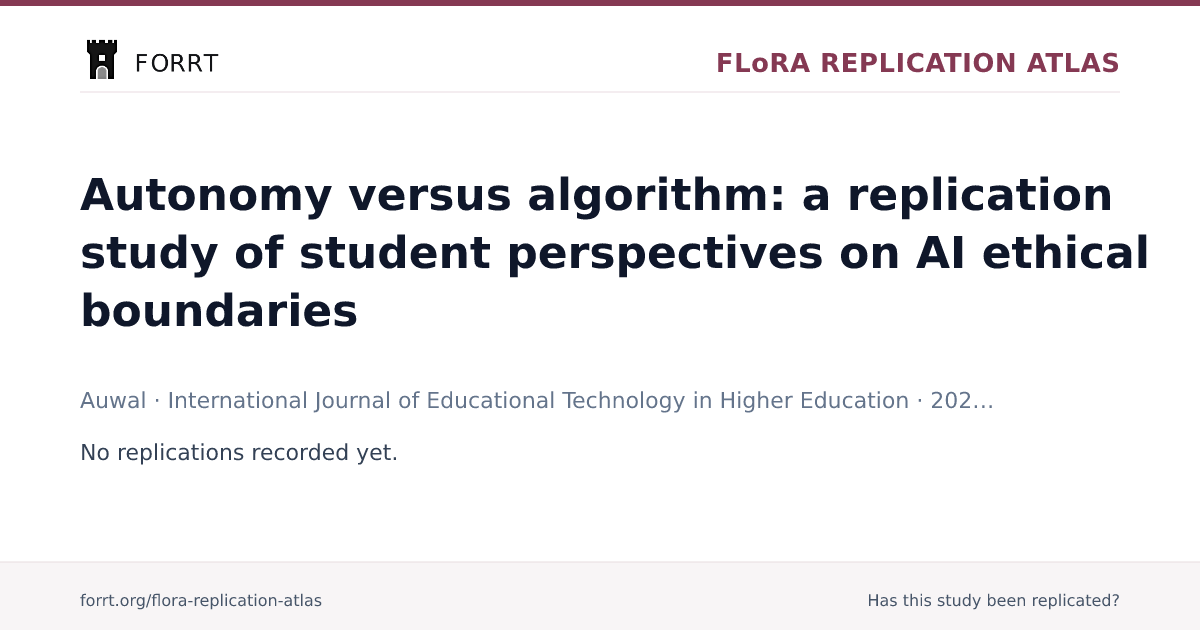 FORRT
FLoRA REPLICATION ATLAS
Autonomy versus algorithm: a replication
study of student perspectives on AI ethical
boundaries
Auwal · International Journal of Educational Technology in Higher Education · 202…
No replications recorded yet.
forrt.org/flora-replication-atlas
Has this study been replicated?